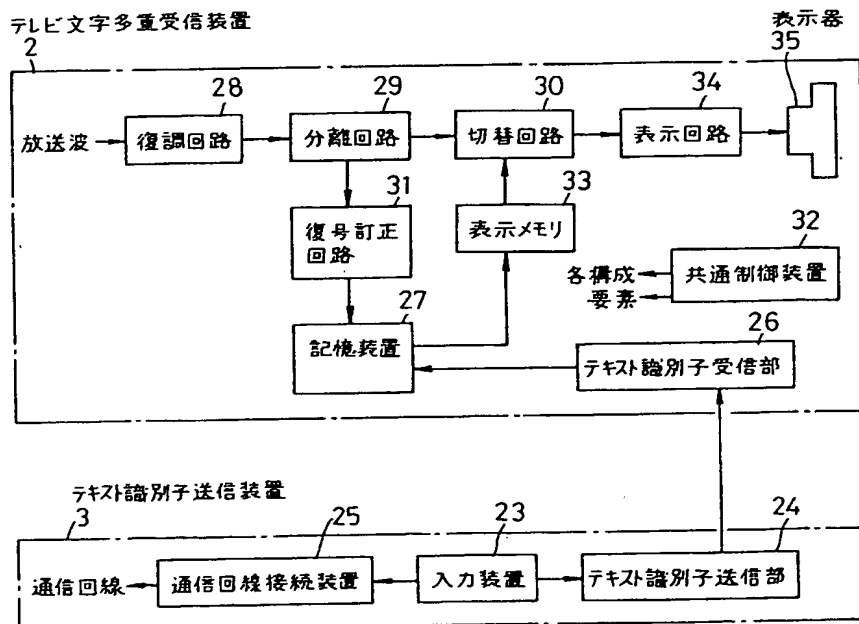 テレビ文字多重受信装置
2
表示器
35
28
29
30
34
放送波
復調回路
分離回路
切替回路
表示回路
31
33
復号訂正
回路
表示メモリ
32
各構成
要素
共通制御装置
27
記憶装置
26
テキスト識別子受信部
テキスト識別子送信装置
3
25
23
24
通信回線
通信回線接続装置
入力装置
テキスト識別子送信部